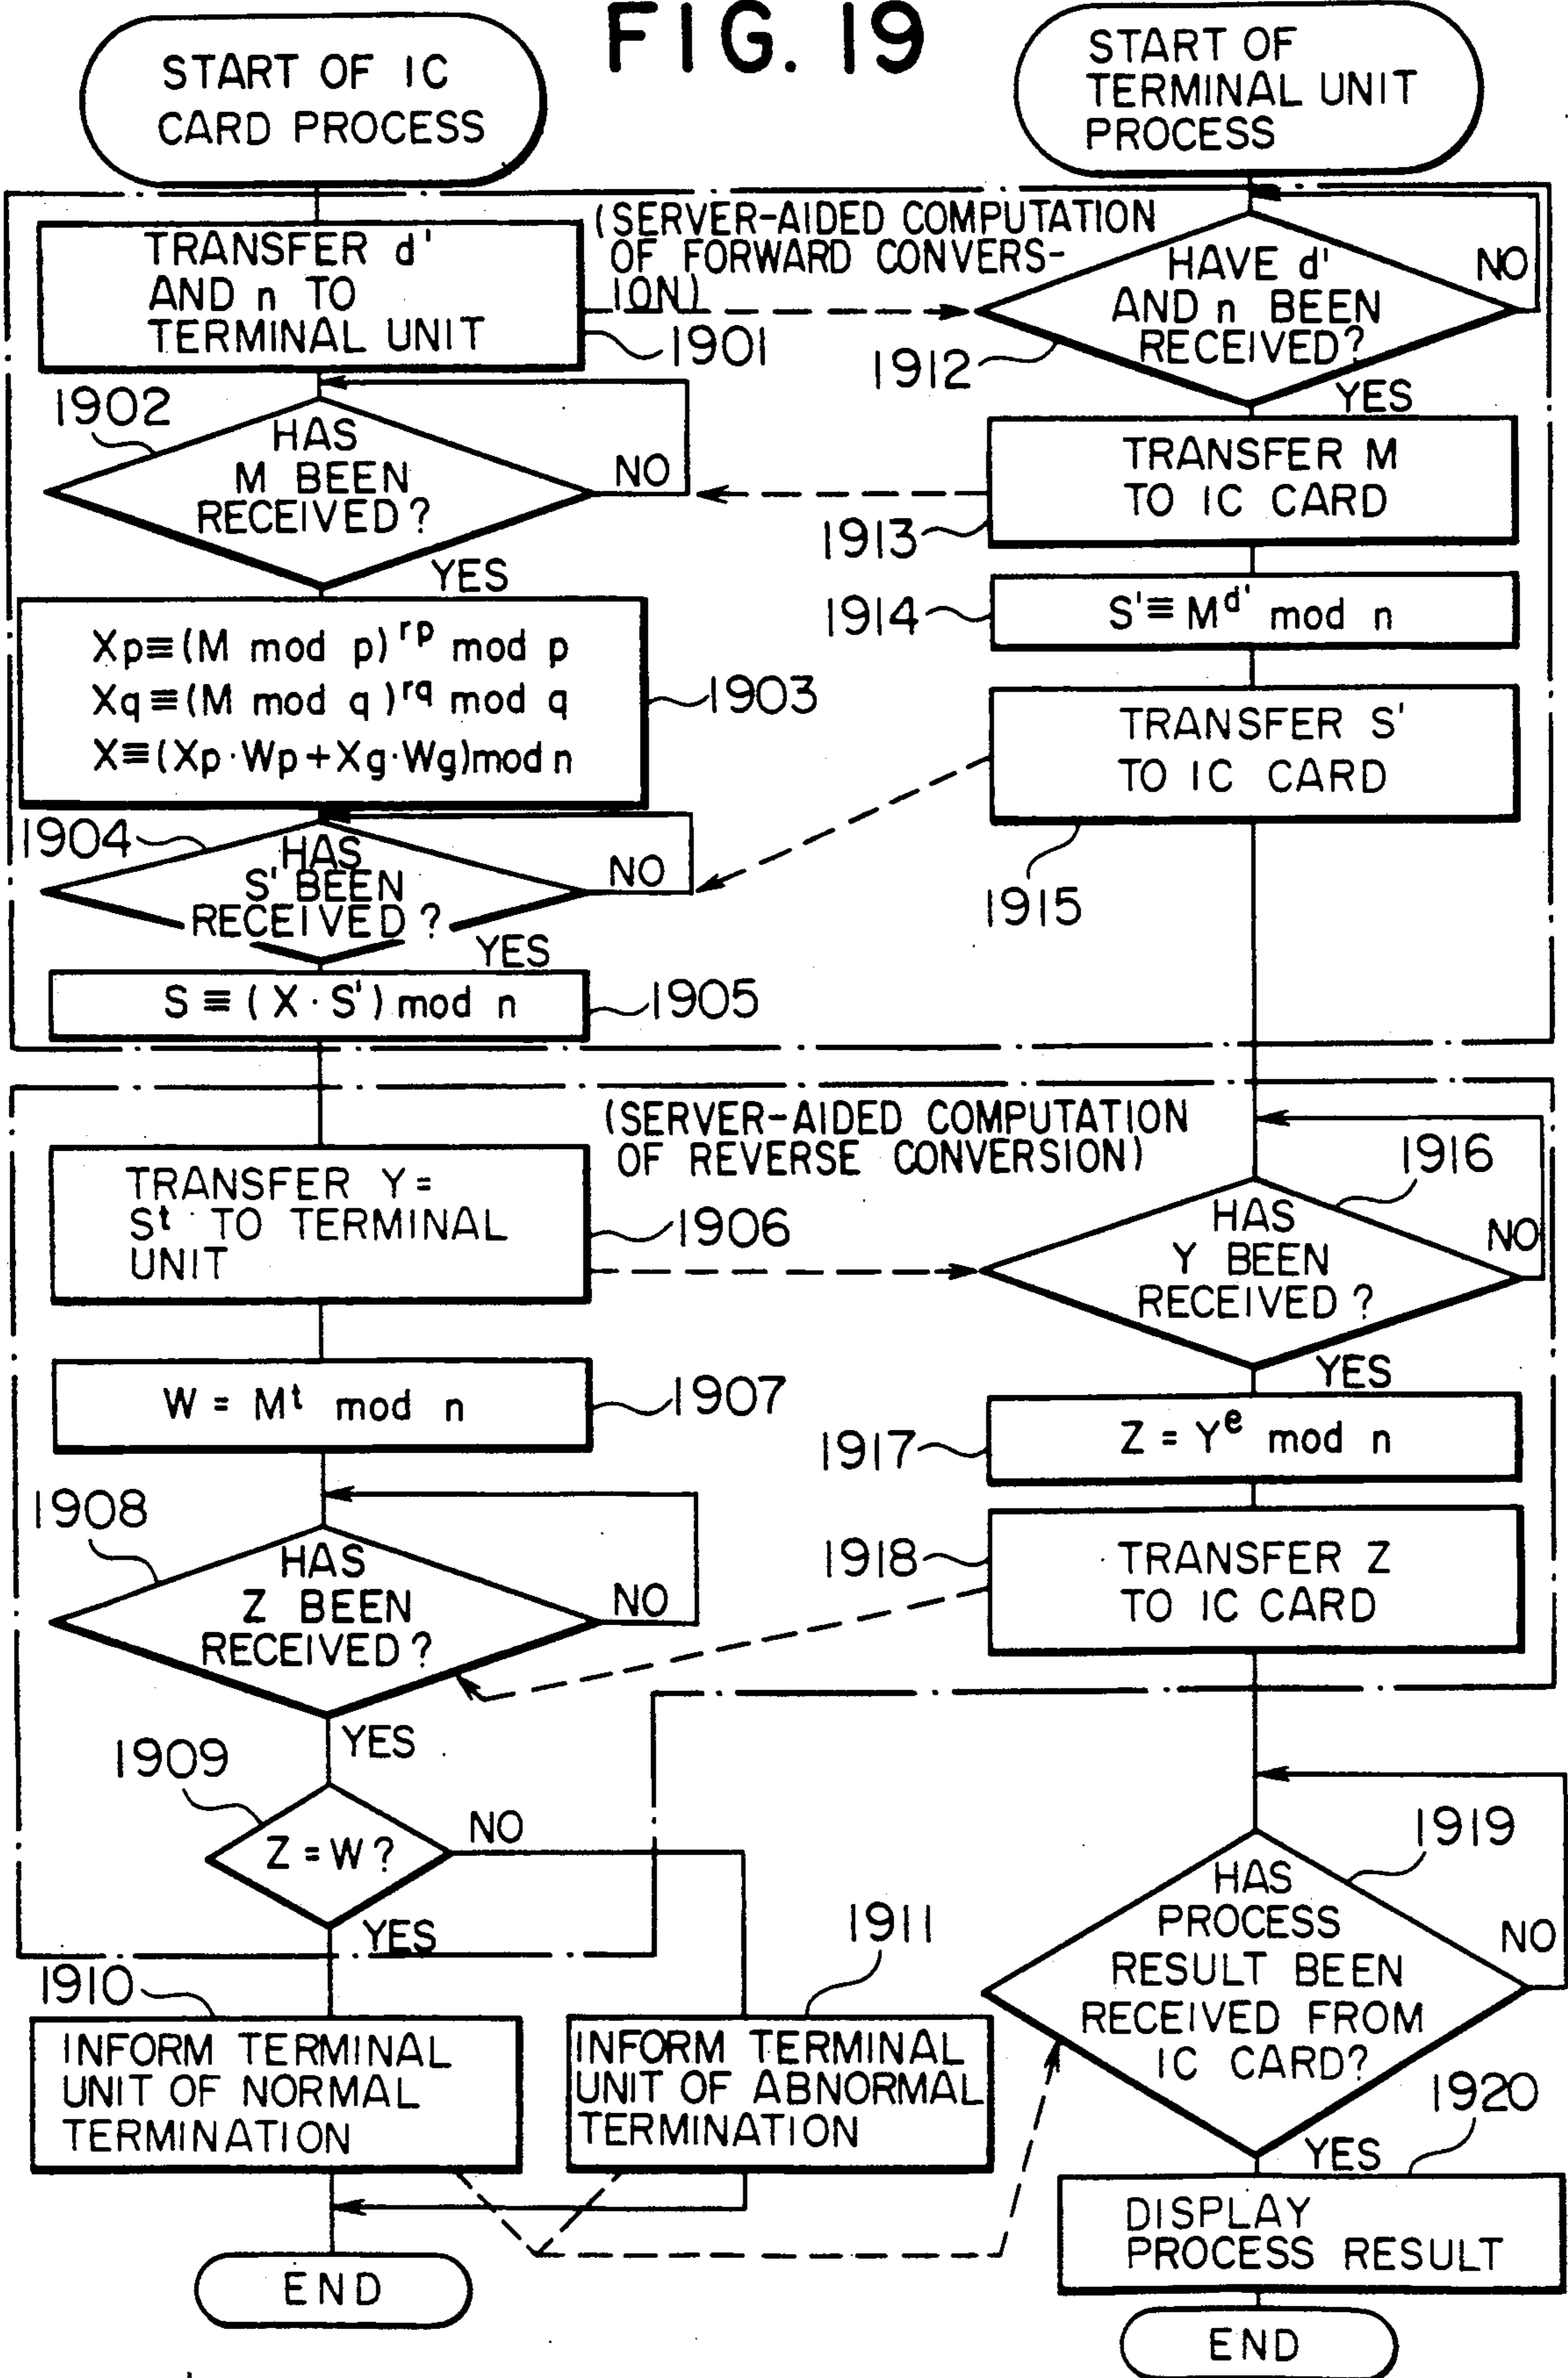 FIG. 19
START OF IC
CARD PROCESS
START OF
TERMINAL UNIT
PROCESS
(SERVER-AIDED COMPUTATION
OF FORWARD CONVERS-
ION)
TRANSFER d'
AND n TO
TERMINAL UNIT
1901
HAVE d'
AND n BEEN
RECEIVED?
NO
1912
YES
1902
HAS
M BEEN
RECEIVED?
NO
YES
TRANSFER M
TO IC CARD
1913
1914
S'≡M^d' mod n
Xp≡(M mod p)^rp mod p
Xq≡(M mod q)^rq mod q
X≡(Xp·Wp+Xg·Wg)mod n
1903
TRANSFER S'
TO IC CARD
1915
1904
HAS
S' BEEN
RECEIVED?
NO
YES
S≡(X·S') mod n
1905
(SERVER-AIDED COMPUTATION
OF REVERSE CONVERSION)
TRANSFER Y=
S^t TO TERMINAL
UNIT
1906
1916
HAS
Y BEEN
RECEIVED?
NO
YES
W = M^t mod n
1907
1917
Z = Y^e mod n
1908
HAS
Z BEEN
RECEIVED?
NO
YES
1918
TRANSFER Z
TO IC CARD
1909
Z = W?
NO
YES
1919
HAS
PROCESS
RESULT BEEN
RECEIVED FROM
IC CARD?
NO
YES
1910
INFORM TERMINAL
UNIT OF NORMAL
TERMINATION
1911
INFORM TERMINAL
UNIT OF ABNORMAL
TERMINATION
1920
DISPLAY
PROCESS RESULT
END
END